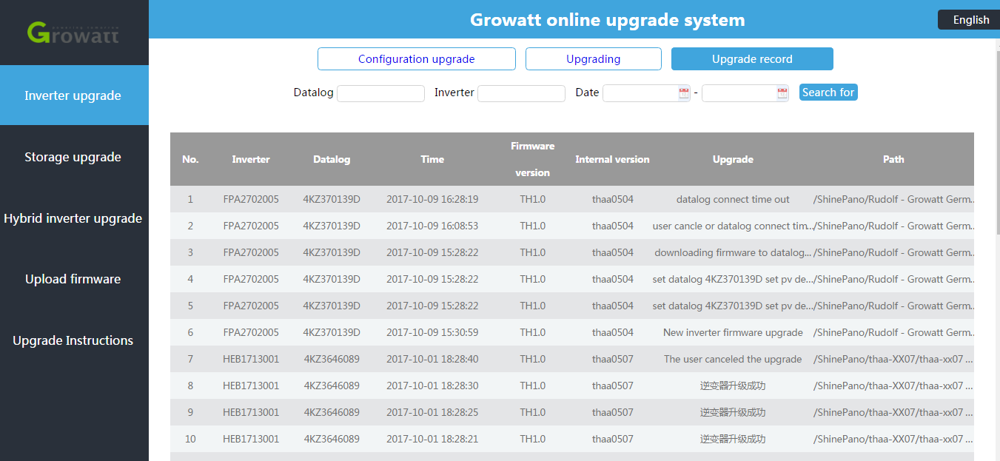 Growatt
Growatt online upgrade system
English
Configuration upgrade Upgrading Upgrade record
Datalog Inverter Date - Search for
Inverter upgrade
Storage upgrade
Hybrid inverter upgrade
Upload firmware
Upgrade Instructions
No. Inverter Datalog Time Firmware version Internal version Upgrade Path
1 FPA2702005 4KZ370139D 2017-10-09 16:28:19 TH1.0 thaa0504 datalog connect time out /ShinePano/Rudolf - Growatt Germ..
2 FPA2702005 4KZ370139D 2017-10-09 16:08:53 TH1.0 thaa0504 user cancle or datalog connect tim... /ShinePano/Rudolf - Growatt Germ..
3 FPA2702005 4KZ370139D 2017-10-09 15:28:22 TH1.0 thaa0504 downloading firmware to datalog... /ShinePano/Rudolf - Growatt Germ..
4 FPA2702005 4KZ370139D 2017-10-09 15:28:22 TH1.0 thaa0504 set datalog 4KZ370139D set pv de... /ShinePano/Rudolf - Growatt Germ..
5 FPA2702005 4KZ370139D 2017-10-09 15:28:22 TH1.0 thaa0504 set datalog 4KZ370139D set pv de... /ShinePano/Rudolf - Growatt Germ..
6 FPA2702005 4KZ370139D 2017-10-09 15:30:59 TH1.0 thaa0504 New inverter firmware upgrade /ShinePano/Rudolf - Growatt Germ..
7 HEB1713001 4KZ3646089 2017-10-01 18:28:40 TH1.0 thaa0507 The user canceled the upgrade /ShinePano/thaa-XX07/thaa-xx07 ...
8 HEB1713001 4KZ3646089 2017-10-01 18:28:30 TH1.0 thaa0507 逆变器升级成功 /ShinePano/thaa-XX07/thaa-xx07 ...
9 HEB1713001 4KZ3646089 2017-10-01 18:28:25 TH1.0 thaa0507 逆变器升级成功 /ShinePano/thaa-XX07/thaa-xx07 ...
10 HEB1713001 4KZ3646089 2017-10-01 18:28:21 TH1.0 thaa0507 逆变器升级成功 /ShinePano/thaa-XX07/thaa-xx07 ...